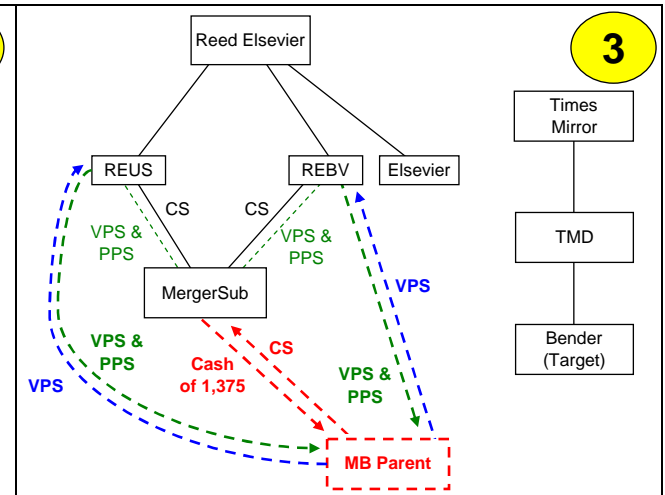 Reed Elsevier
3
Times
Mirror
REUS
REBV
Elsevier
CS
CS
VPS &
PPS
VPS &
PPS
TMD
MergerSub
VPS
Bender
(Target)
CS
Cash
of 1,375
VPS &
PPS
VPS
VPS &
PPS
MB Parent